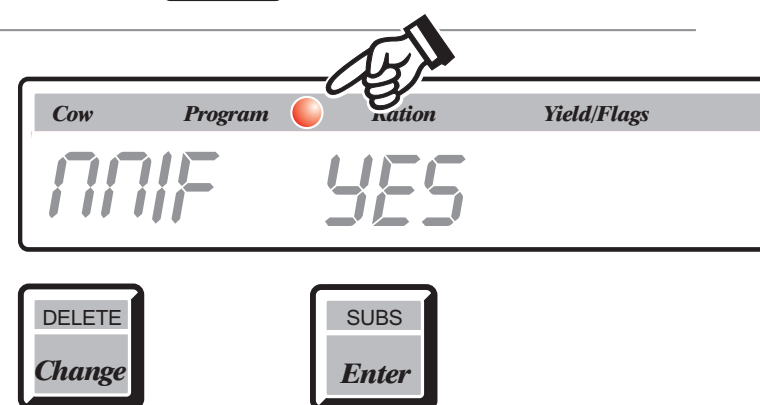 Cow Program Ration Yield/Flags
MMIF YES
DELETE SUBS
Change Enter